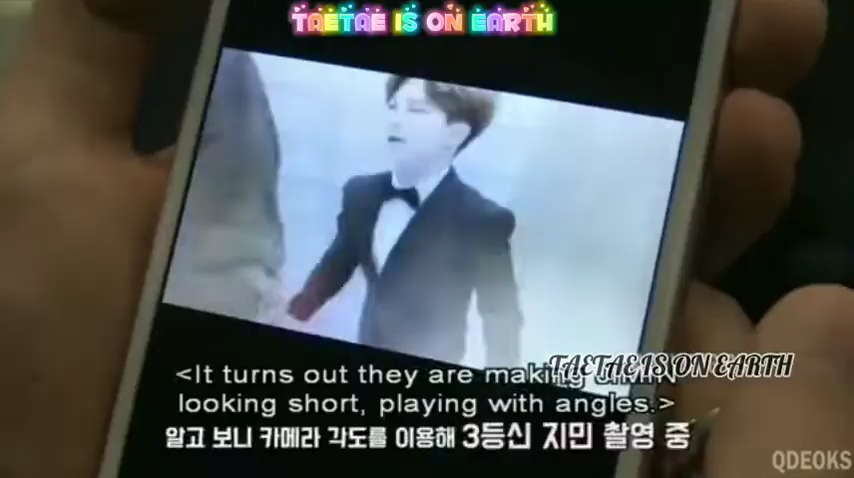 TAETAE IS ON EARTH
TAETAE IS ON EARTH
<It turns out they are making JIMIN
looking short, playing with angles.>
알고 보니 카메라 각도를 이용해 3등신 지민 촬영 중
QDEOKS